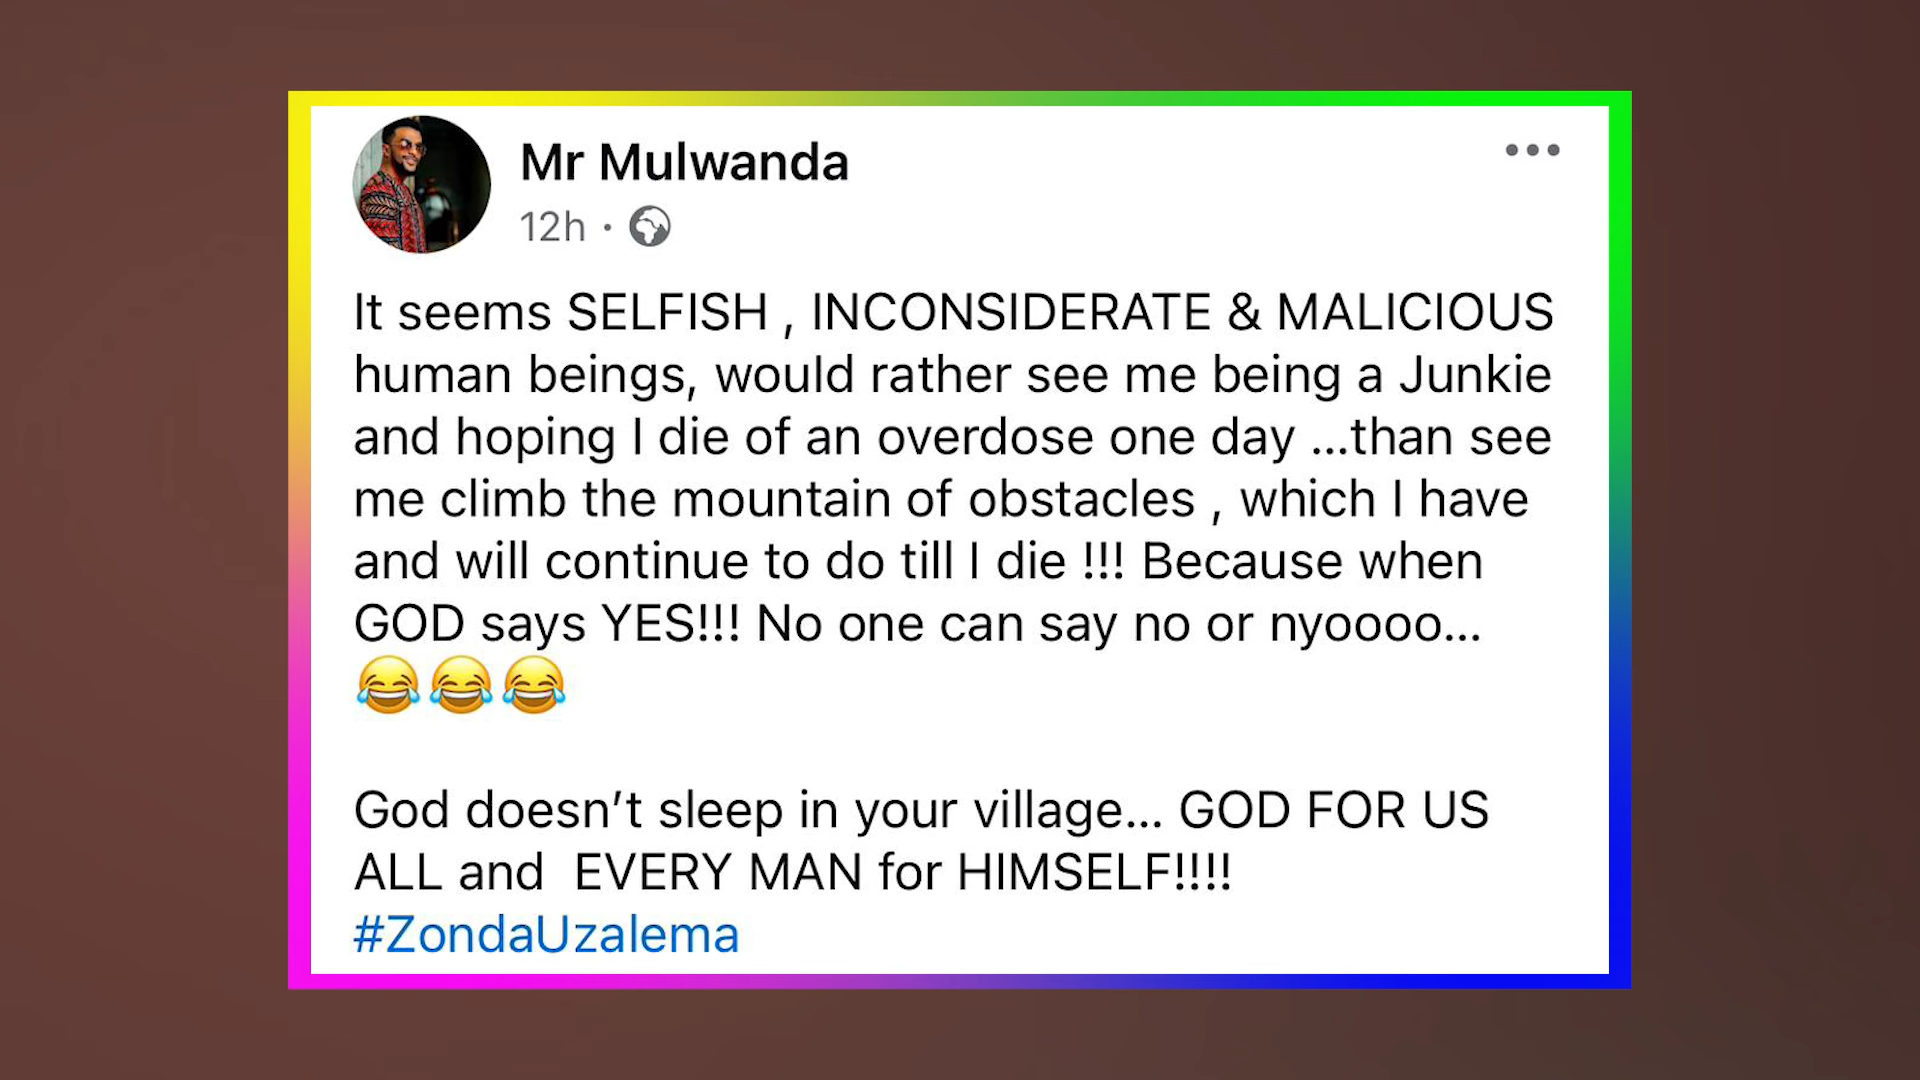 Mr Mulwanda
12h ·
It seems SELFISH , INCONSIDERATE & MALICIOUS
human beings, would rather see me being a Junkie
and hoping I die of an overdose one day ...than see
me climb the mountain of obstacles , which I have
and will continue to do till I die !!! Because when
GOD says YES!!! No one can say no or nyoooo...
😂😂😂
God doesn’t sleep in your village... GOD FOR US
ALL and  EVERY MAN for HIMSELF!!!!
#ZondaUzalema